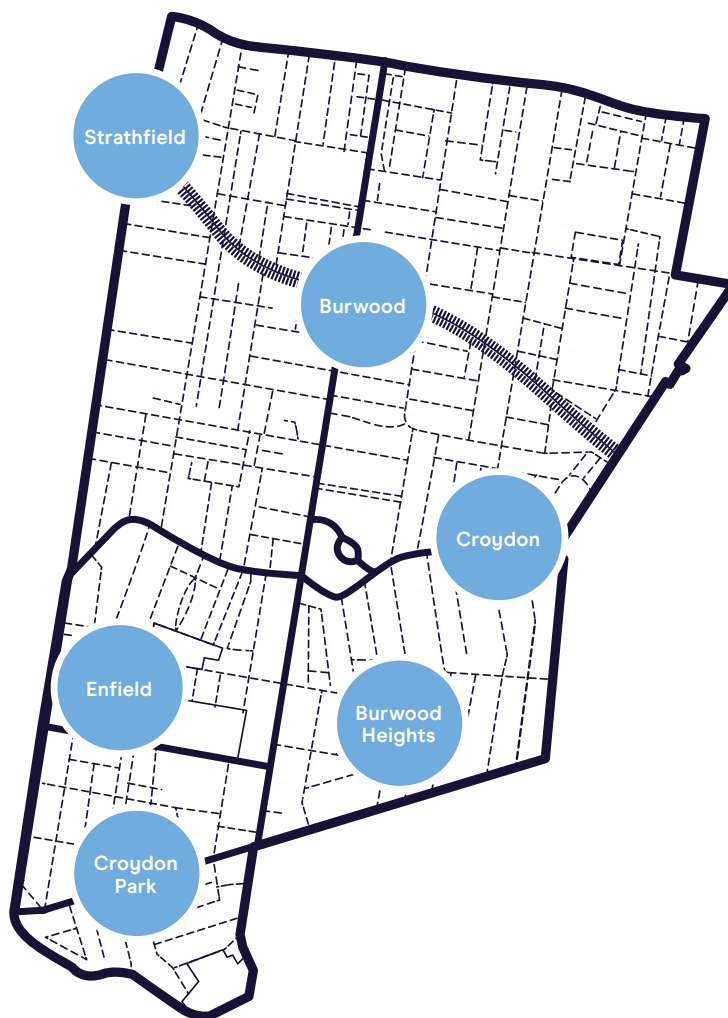 Strathfield
Burwood
Croydon
Enfield
Burwood
Heights
Croydon
Park